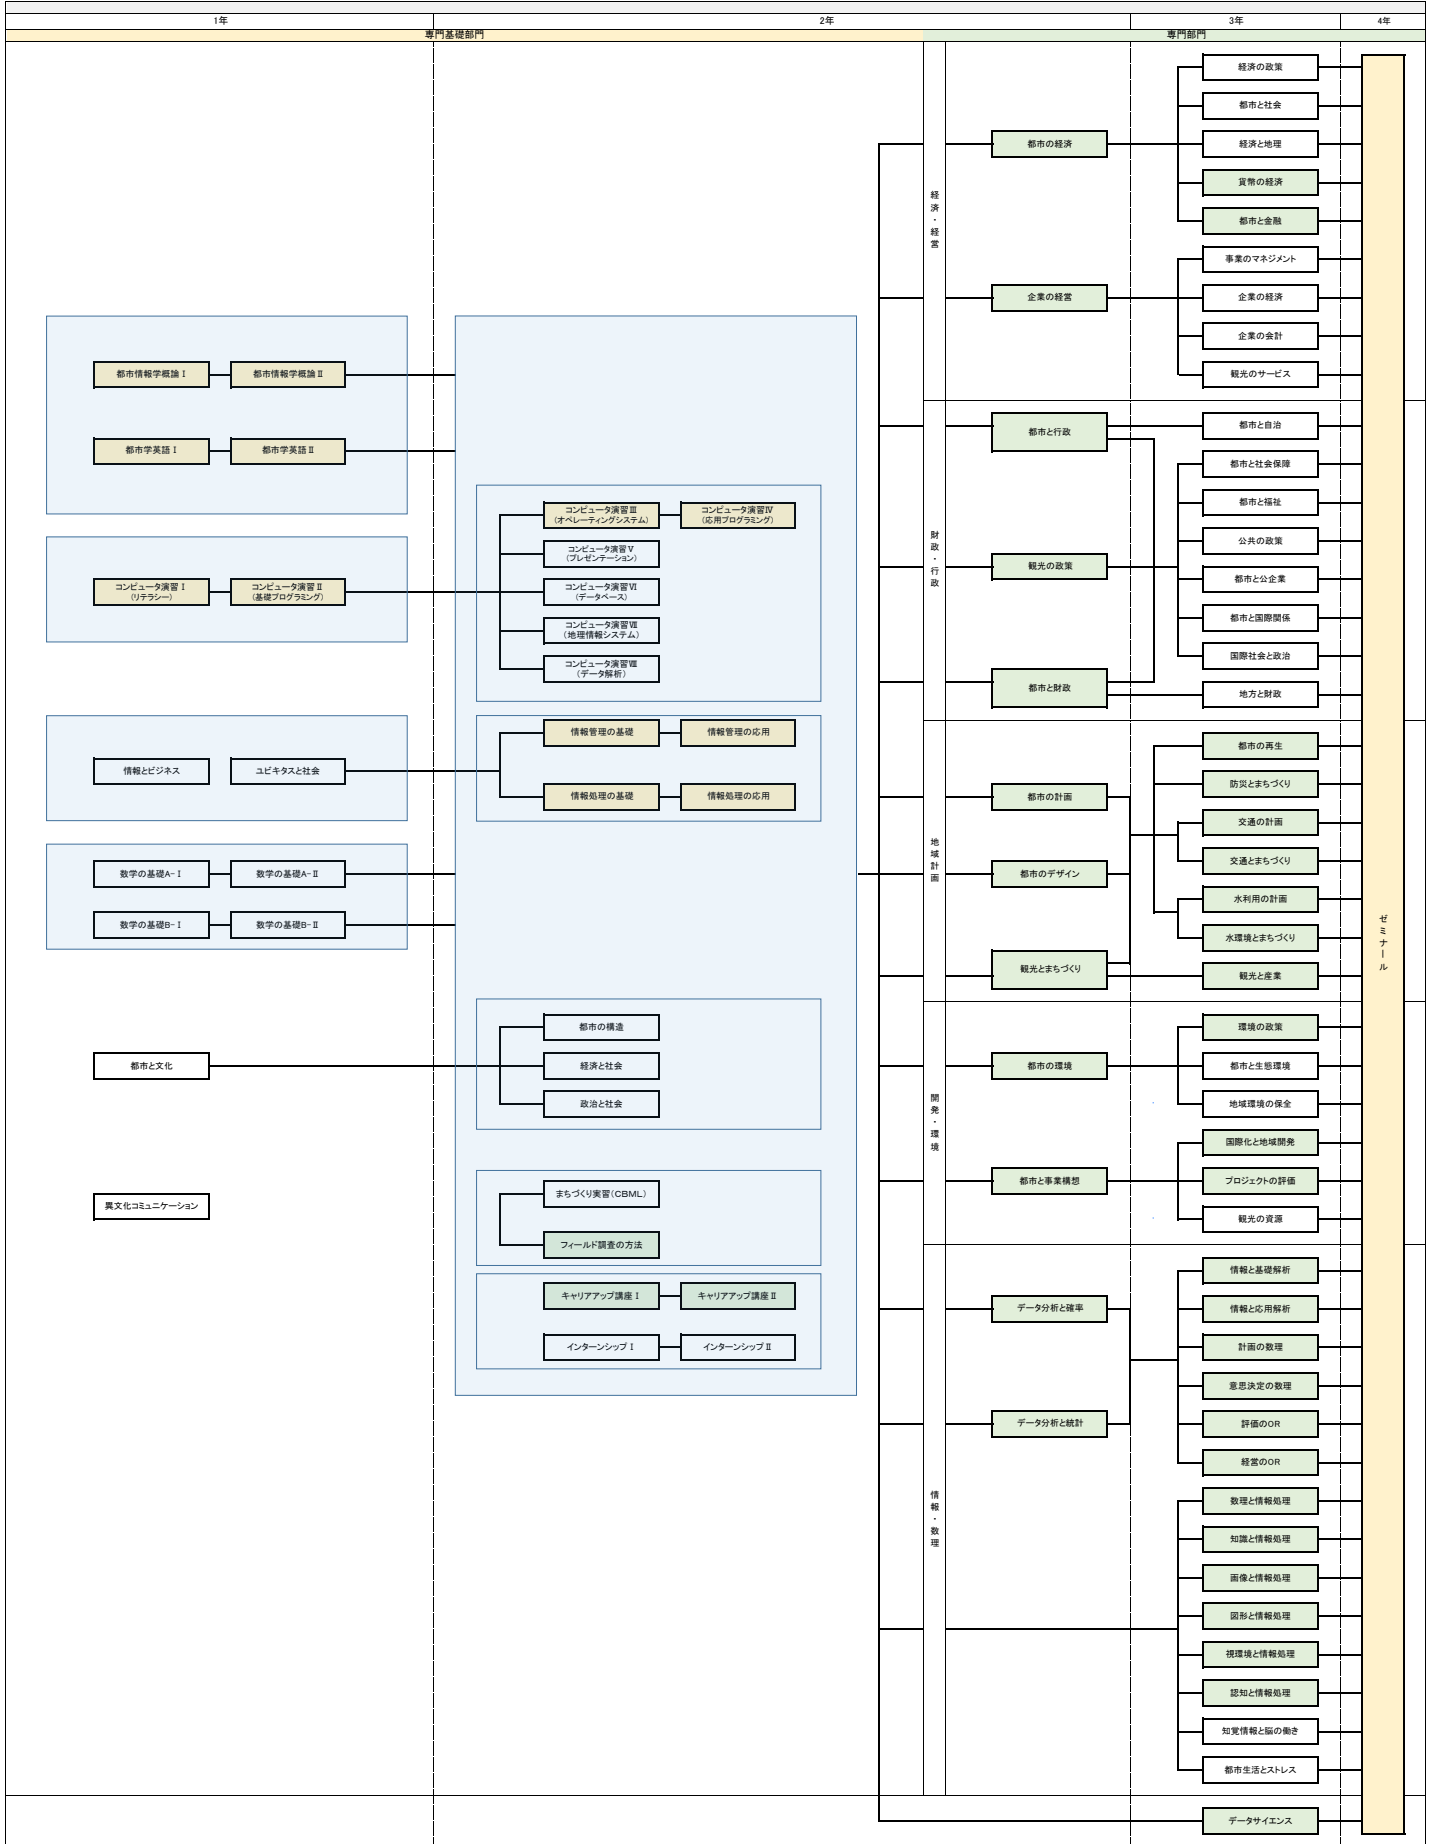 1年
2年
3年
4年
専門基礎部門
専門部門
都市情報学概論Ⅰ
都市情報学概論Ⅱ
都市学英語Ⅰ
都市学英語Ⅱ
コンピュータ演習Ⅰ
(リテラシー)
コンピュータ演習Ⅱ
(基礎プログラミング)
情報とビジネス
ユビキタスと社会
数学の基礎A-Ⅰ
数学の基礎A-Ⅱ
数学の基礎B-Ⅰ
数学の基礎B-Ⅱ
都市と文化
異文化コミュニケーション
コンピュータ演習Ⅲ
(オペレーティングシステム)
コンピュータ演習Ⅳ
(応用プログラミング)
コンピュータ演習Ⅴ
(プレゼンテーション)
コンピュータ演習Ⅵ
(データベース)
コンピュータ演習Ⅶ
(地理情報システム)
コンピュータ演習Ⅷ
(データ解析)
情報管理の基礎
情報管理の応用
情報処理の基礎
情報処理の応用
都市の構造
経済と社会
政治と社会
まちづくり実習(CBML)
フィールド調査の方法
キャリアアップ講座Ⅰ
キャリアアップ講座Ⅱ
インターンシップⅠ
インターンシップⅡ
経済・経営
都市の経済
企業の経営
経済の政策
都市と社会
経済と地理
貨幣の経済
都市と金融
事業のマネジメント
企業の経済
企業の会計
観光のサービス
財政・行政
都市と行政
観光の政策
都市と財政
都市と自治
都市と社会保障
都市と福祉
公共の政策
都市と公企業
都市と国際関係
国際社会と政治
地方と財政
地域計画
都市の計画
都市のデザイン
観光とまちづくり
都市の再生
防災とまちづくり
交通の計画
交通とまちづくり
水利用の計画
水環境とまちづくり
観光と産業
開発・環境
都市の環境
都市と事業構想
環境の政策
都市と生態環境
地域環境の保全
国際化と地域開発
プロジェクトの評価
観光の資源
情報・数理
データ分析と確率
データ分析と統計
情報と基礎解析
情報と応用解析
計画の数理
意思決定の数理
評価のOR
経営のOR
数理と情報処理
知識と情報処理
画像と情報処理
図形と情報処理
視環境と情報処理
認知と情報処理
知覚情報と脳の働き
都市生活とストレス
データサイエンス
ゼミナール